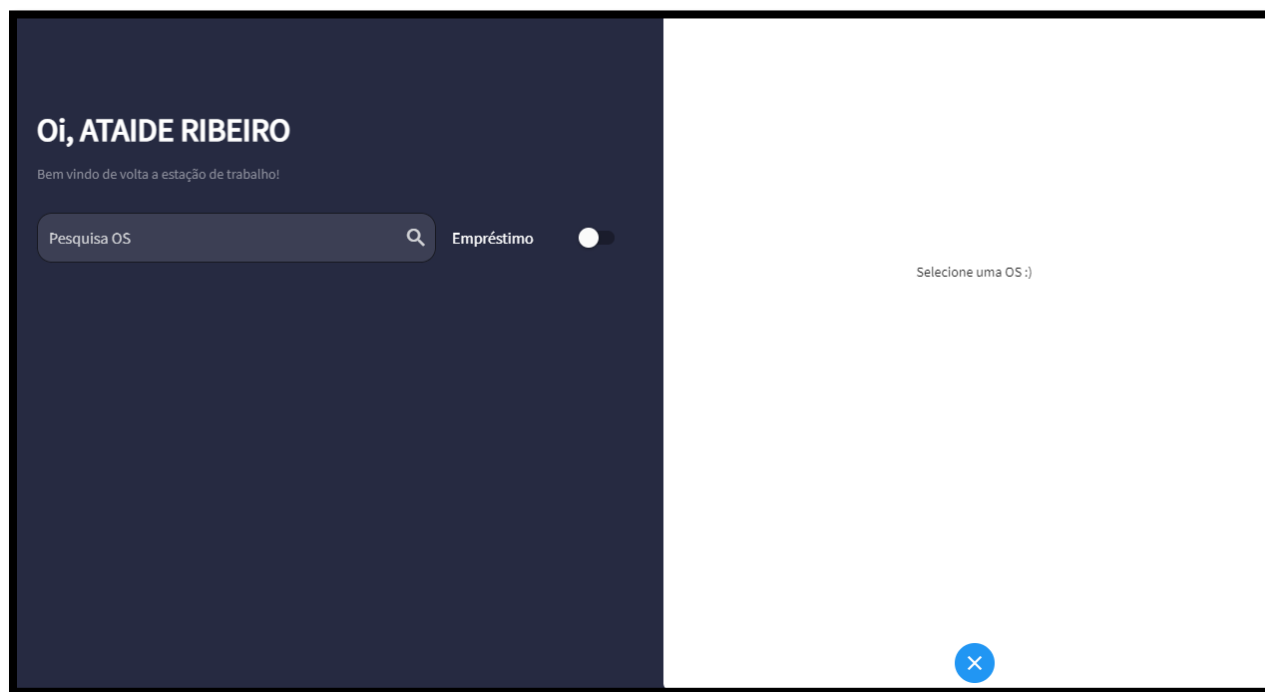 Oi, ATAIDE RIBEIRO
Bem vindo de volta a estação de trabalho!
Pesquisa OS
Empréstimo
Selecione uma OS :)